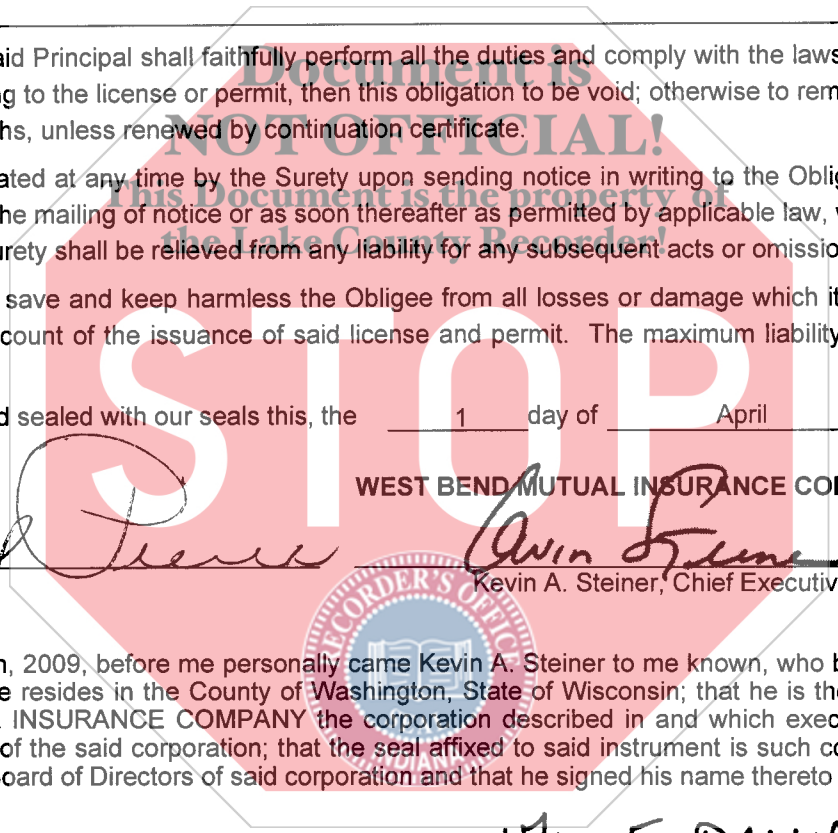 aid Principal shall faithfully perform all the duties and comply with the laws
Document is
g to the license or permit, then this obligation to be void; otherwise to rem
hs, unless renewed by continuation certificate.
NOT OFFICIAL!
ated at any time by the Surety upon sending notice in writing to the Oblig
This Document is the property of
he mailing of notice or as soon thereafter as permitted by applicable law,
the Lake County Recorder!
urety shall be relieved from any liability for any subsequent acts or omissio
save and keep harmless the Obligee from all losses or damage which it
count of the issuance of said license and permit. The maximum liability
STOP
d sealed with our seals this, the 1 day of April
WEST BEND MUTUAL INSURANCE CO
Kevin Steiner
Kevin A. Steiner, Chief Executiv
RECORDER'S OFFICE
INDIANA
h, 2009, before me personally came Kevin A. Steiner to me known, who b
e resides in the County of Washington, State of Wisconsin; that he is the
INSURANCE COMPANY the corporation described in and which exec
of the said corporation; that the seal affixed to said instrument is such co
oard of Directors of said corporation and that he signed his name thereto